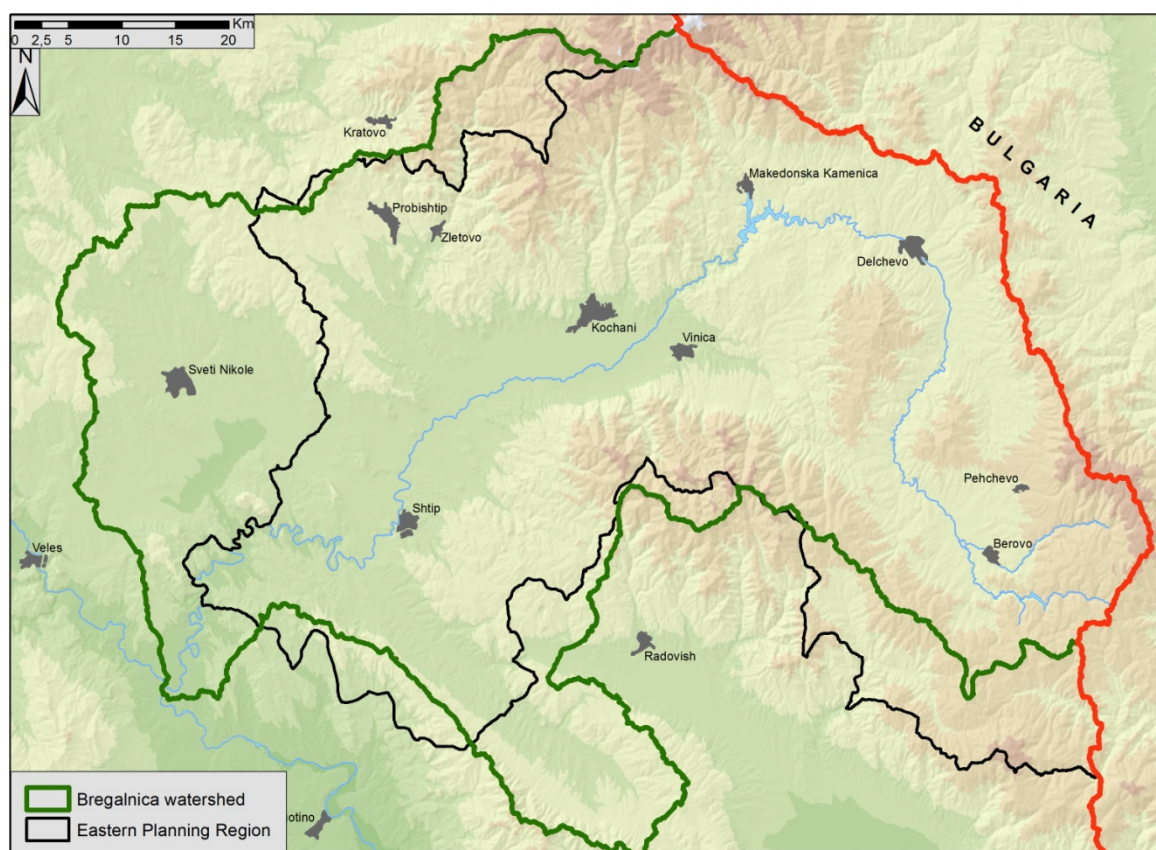 Km
0 2,5 5 10 15 20
N
BULGARIA
Kratovo
Makedonska Kamenica
Probishtip
Zletovo
Delchevo
Kochani
Vinica
Sveti Nikole
Pehchevo
Shtip
Veles
Berovo
Radovish
Bregalnica watershed
Eastern Planning Region
otino